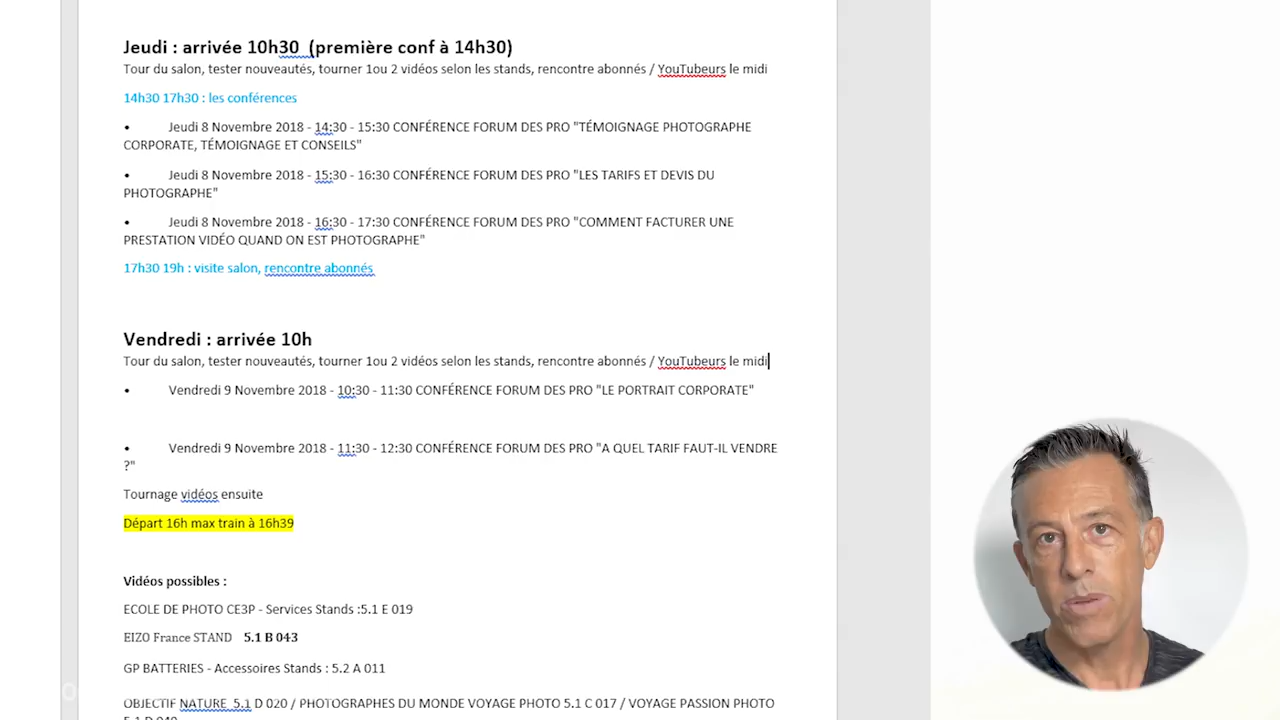 Jeudi : arrivée 10h30  (première conf à 14h30)
Tour du salon, tester nouveautés, tourner 1ou 2 vidéos selon les stands, rencontre abonnés / YouTubeurs le midi
14h30 17h30 : les conférences
• Jeudi 8 Novembre 2018 - 14:30 - 15:30 CONFÉRENCE FORUM DES PRO "TÉMOIGNAGE PHOTOGRAPHE
CORPORATE, TÉMOIGNAGE ET CONSEILS"
• Jeudi 8 Novembre 2018 - 15:30 - 16:30 CONFÉRENCE FORUM DES PRO "LES TARIFS ET DEVIS DU
PHOTOGRAPHE"
• Jeudi 8 Novembre 2018 - 16:30 - 17:30 CONFÉRENCE FORUM DES PRO "COMMENT FACTURER UNE
PRESTATION VIDÉO QUAND ON EST PHOTOGRAPHE"
17h30 19h : visite salon, rencontre abonnés
Vendredi : arrivée 10h
Tour du salon, tester nouveautés, tourner 1ou 2 vidéos selon les stands, rencontre abonnés / YouTubeurs le midi
• Vendredi 9 Novembre 2018 - 10:30 - 11:30 CONFÉRENCE FORUM DES PRO "LE PORTRAIT CORPORATE"
• Vendredi 9 Novembre 2018 - 11:30 - 12:30 CONFÉRENCE FORUM DES PRO "A QUEL TARIF FAUT-IL VENDRE
?"
Tournage vidéos ensuite
Départ 16h max train à 16h39
Vidéos possibles :
ECOLE DE PHOTO CE3P - Services Stands :5.1 E 019
EIZO France STAND 5.1 B 043
GP BATTERIES - Accessoires Stands : 5.2 A 011
OBJECTIF NATURE 5.1 D 020 / PHOTOGRAPHES DU MONDE VOYAGE PHOTO 5.1 C 017 / VOYAGE PASSION PHOTO